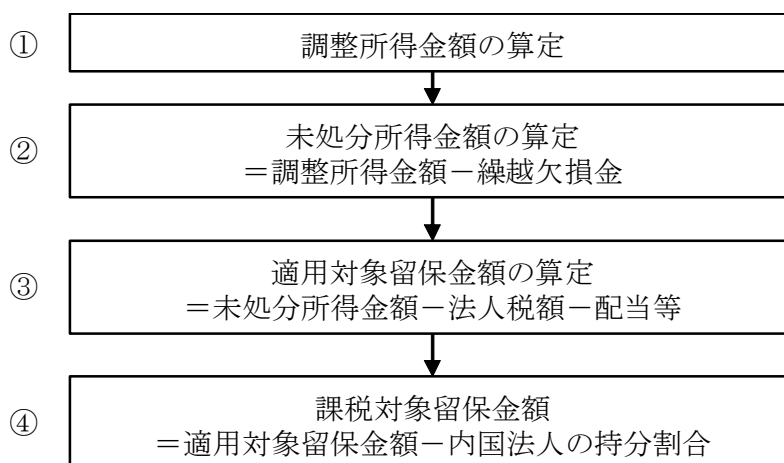 ① 調整所得金額の算定
② 未処分所得金額の算定
＝調整所得金額－繰越欠損金
③ 適用対象留保金額の算定
＝未処分所得金額－法人税額－配当等
④ 課税対象留保金額
＝適用対象留保金額－内国法人の持分割合